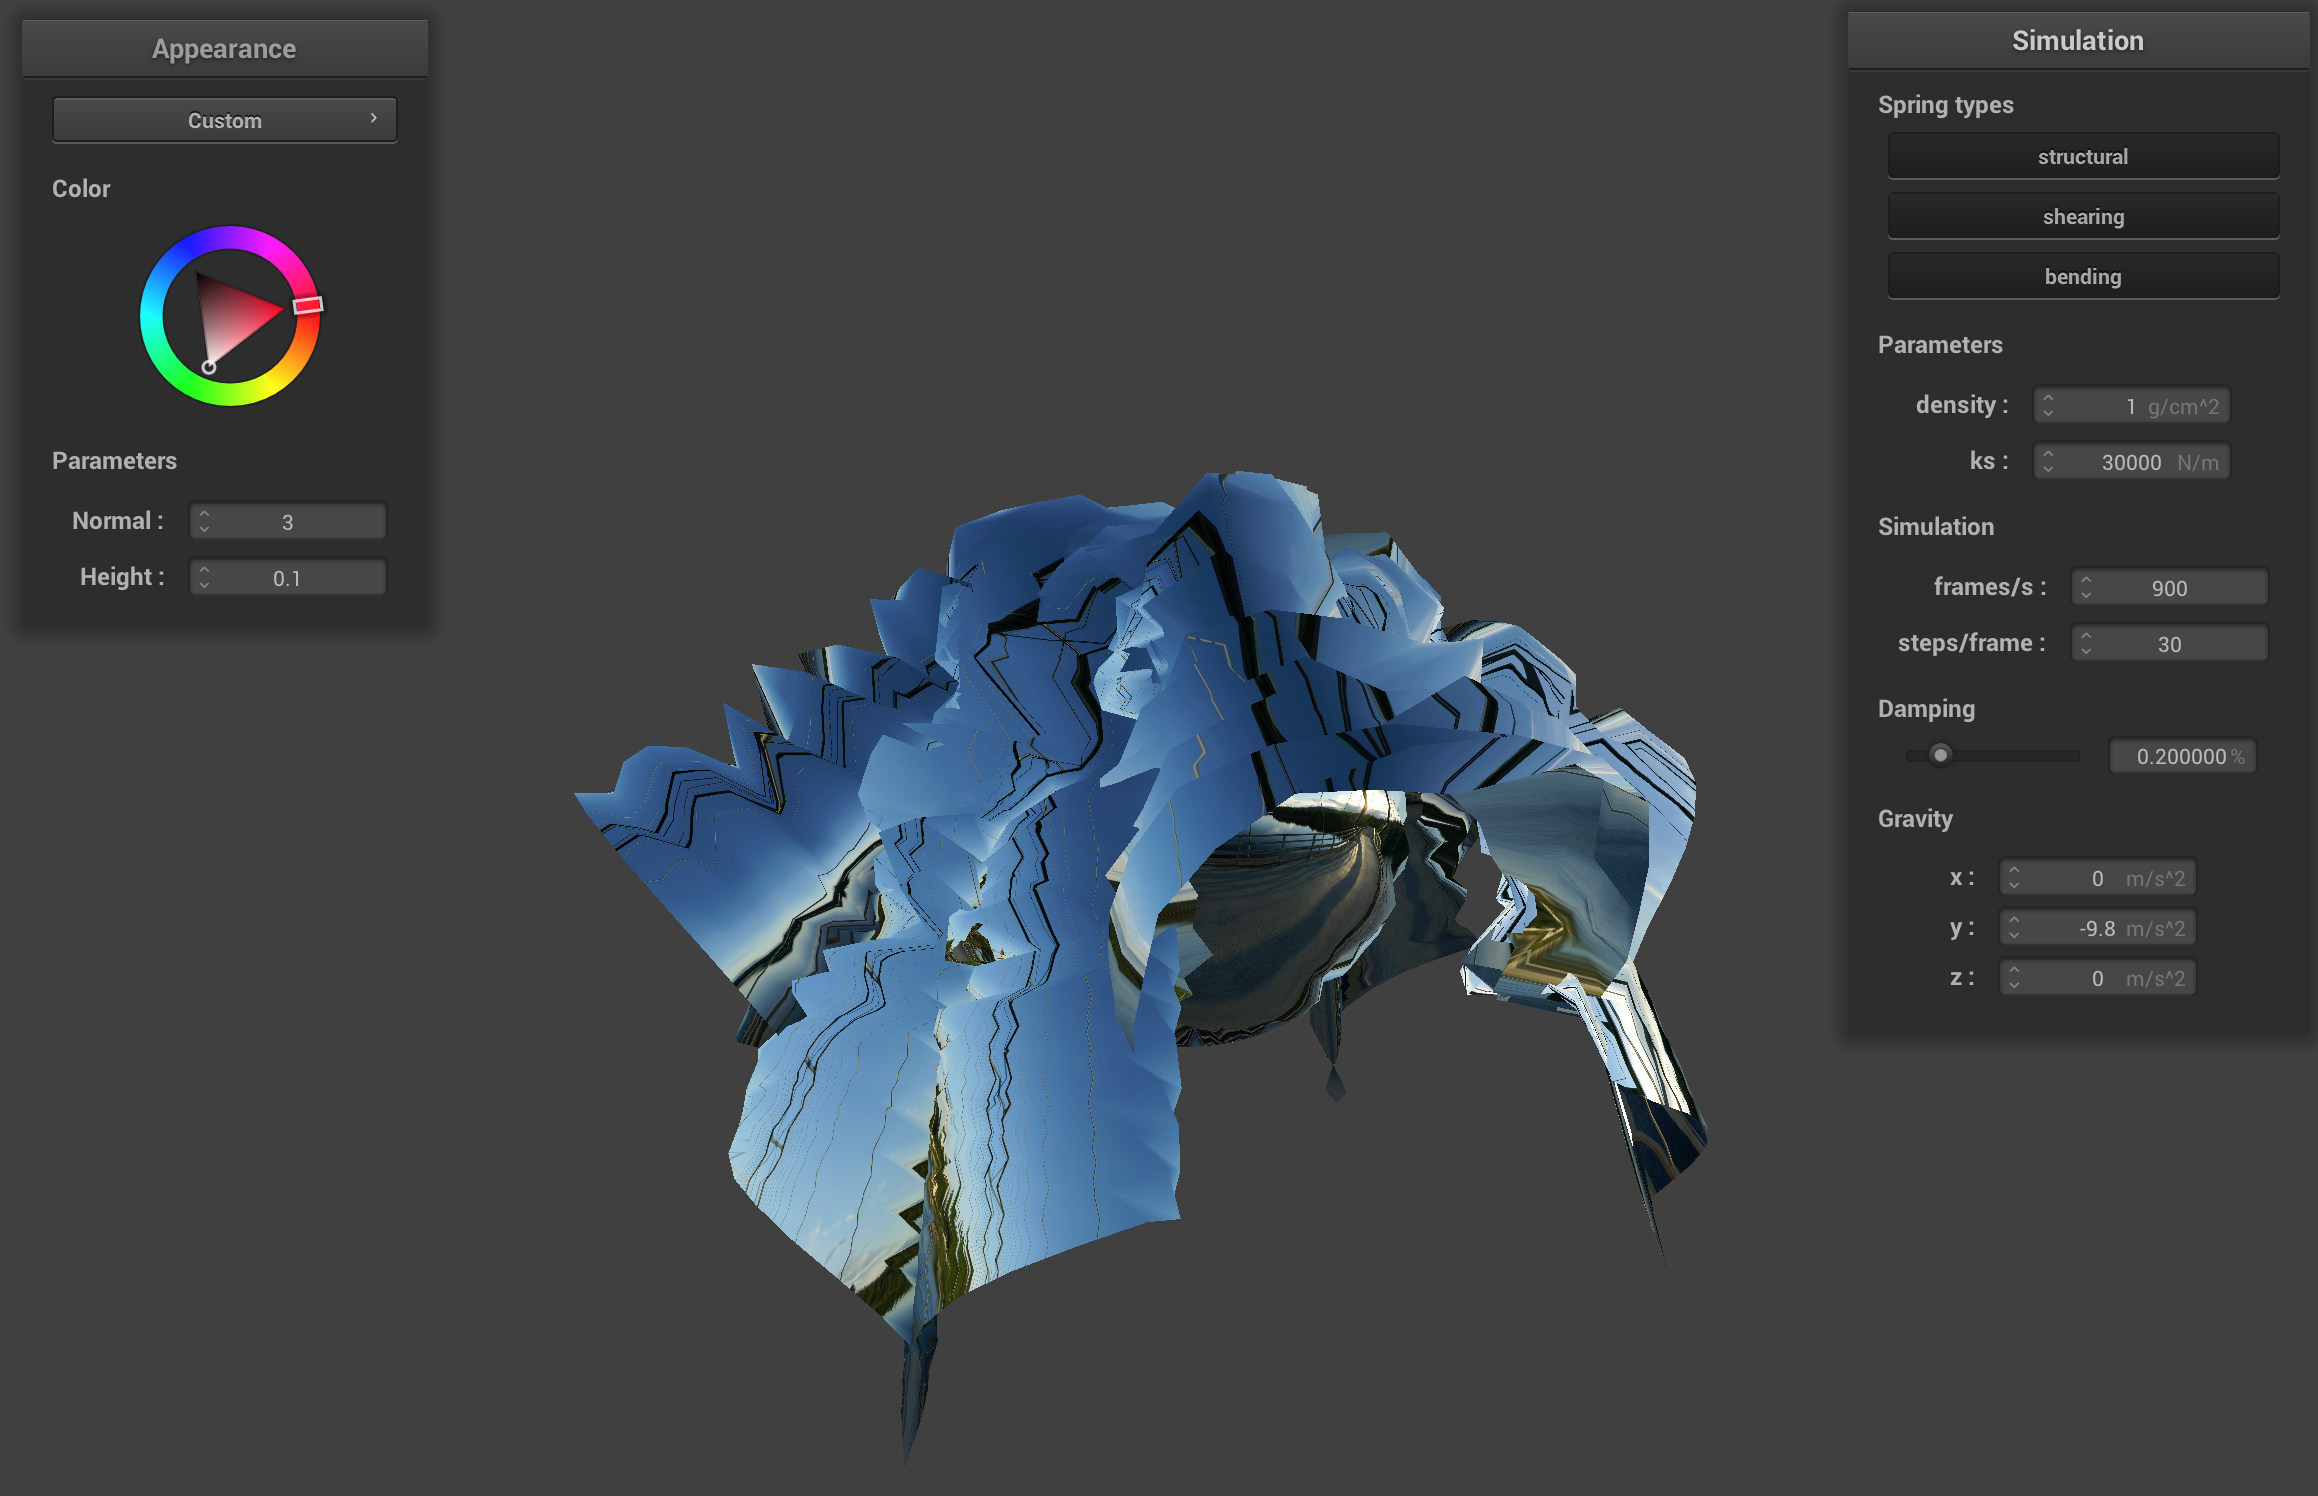 Appearance
Custom ›
Color
Parameters
Normal : 3
Height : 0.1
Simulation
Spring types
structural
shearing
bending
Parameters
density : 1 g/cm^2
ks : 30000 N/m
Simulation
frames/s : 900
steps/frame : 30
Damping
0.200000 %
Gravity
x : 0 m/s^2
y : -9.8 m/s^2
z : 0 m/s^2